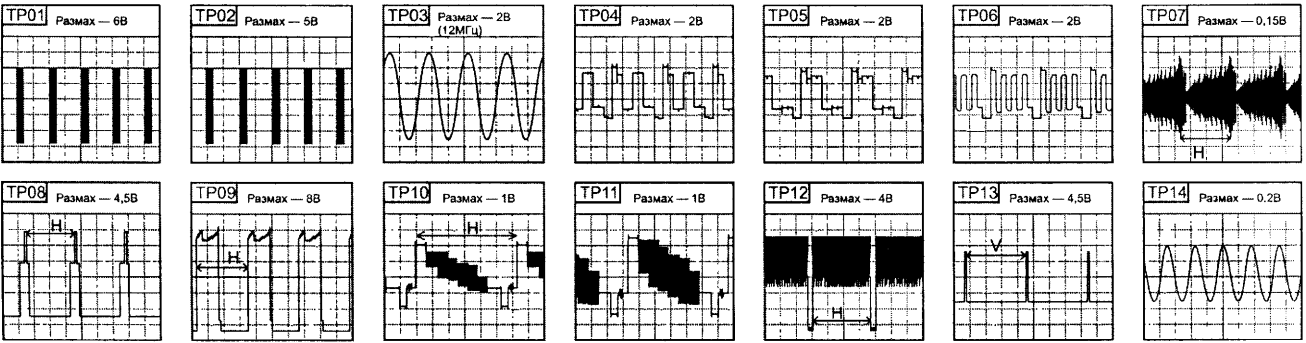 TP01 Размах — 6В
TP02 Размах — 5В
TP03 Размах — 2В
(12МГц)
TP04 Размах — 2В
TP05 Размах — 2В
TP06 Размах — 2В
TP07 Размах — 0,15В
H
TP08 Размах — 4,5В
H
TP09 Размах — 8В
H
TP10 Размах — 1В
H
TP11 Размах — 1В
TP12 Размах — 4В
H
TP13 Размах — 4,5В
V
TP14 Размах — 0.2В